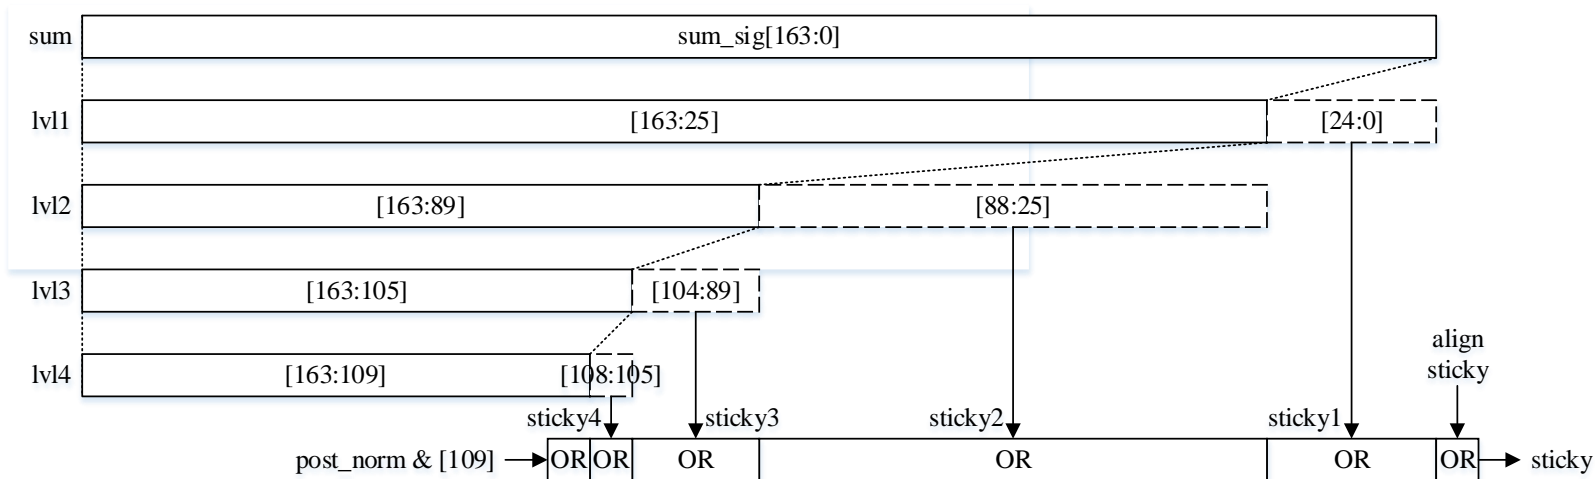 sum sum_sig[163:0]
lvl1 [163:25] [24:0]
lvl2 [163:89] [88:25]
lvl3 [163:105] [104:89]
lvl4 [163:109] [108:105]
align
sticky
sticky4 sticky3 sticky2 sticky1
post_norm & [109] OR OR OR OR OR OR sticky